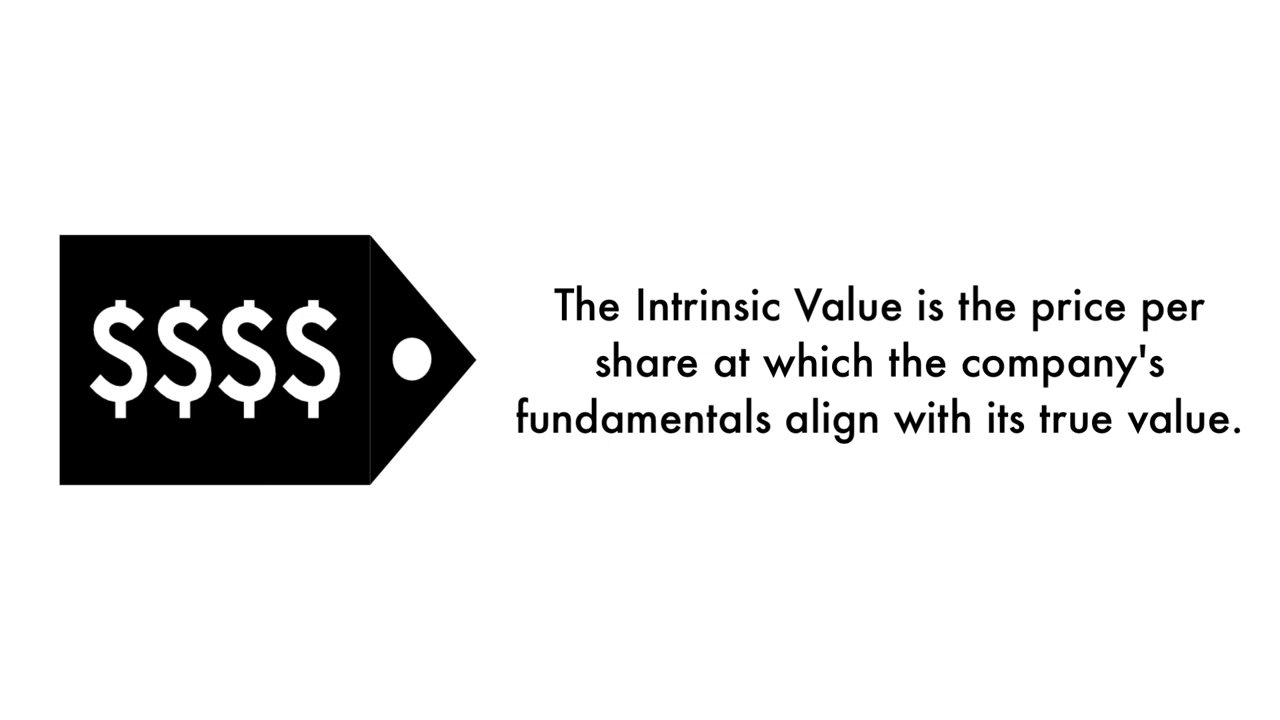 $$$$
The Intrinsic Value is the price per
share at which the company's
fundamentals align with its true value.